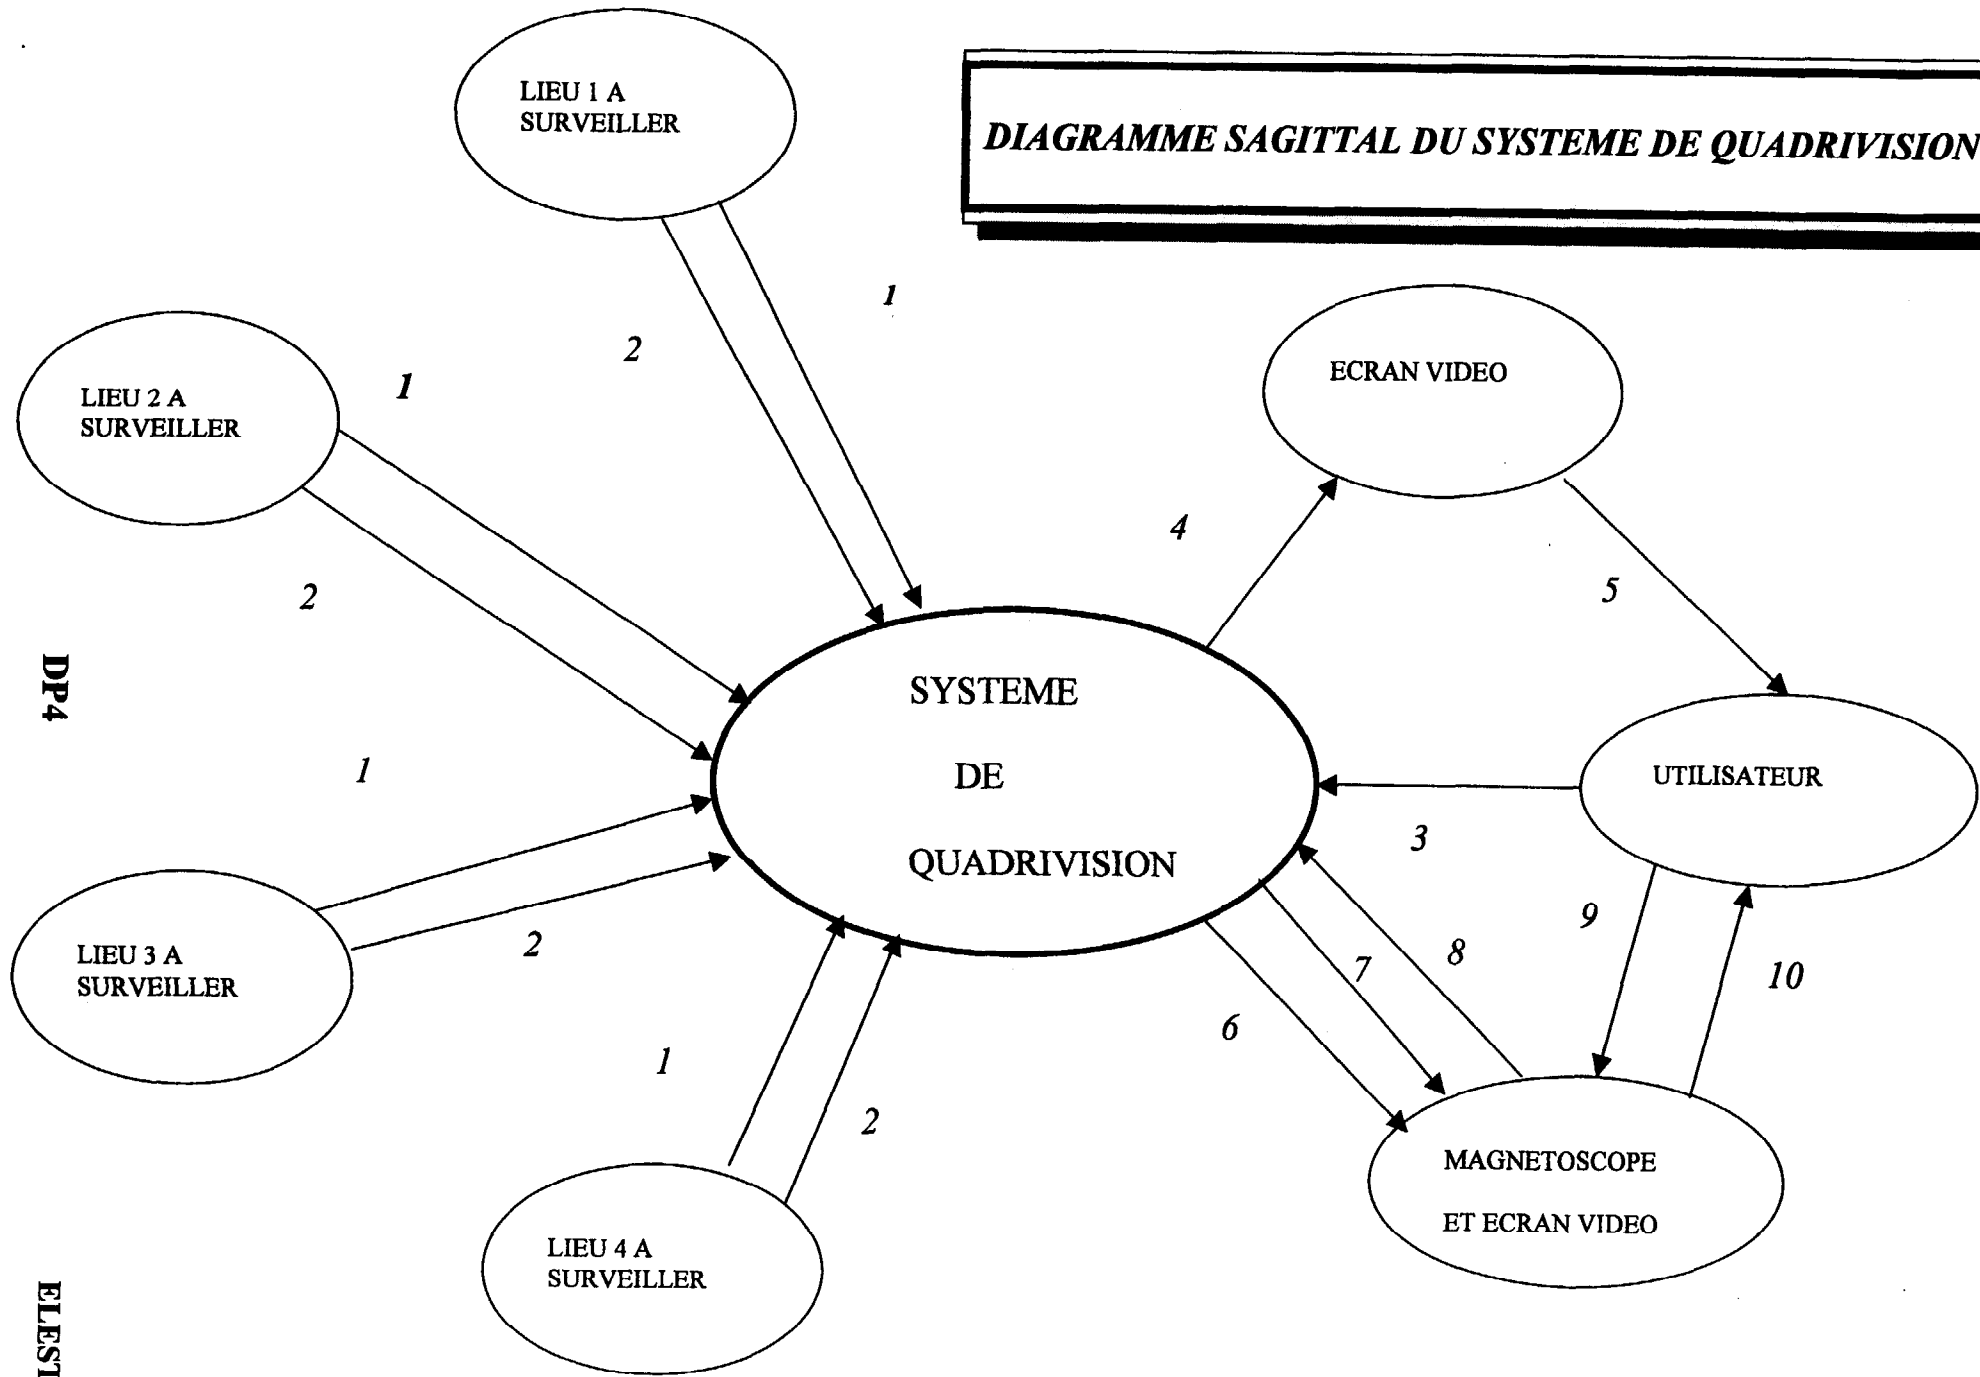 DIAGRAMME SAGITTAL DU SYSTEME DE QUADRIVISION
LIEU 1 A
SURVEILLER
1
2
LIEU 2 A
SURVEILLER
1
2
ECRAN VIDEO
4
5
DP4
SYSTEME
DE
QUADRIVISION
UTILISATEUR
3
1
2
LIEU 3 A
SURVEILLER
9
10
8
7
6
1
2
MAGNETOSCOPE
ET ECRAN VIDEO
LIEU 4 A
SURVEILLER
ELEST